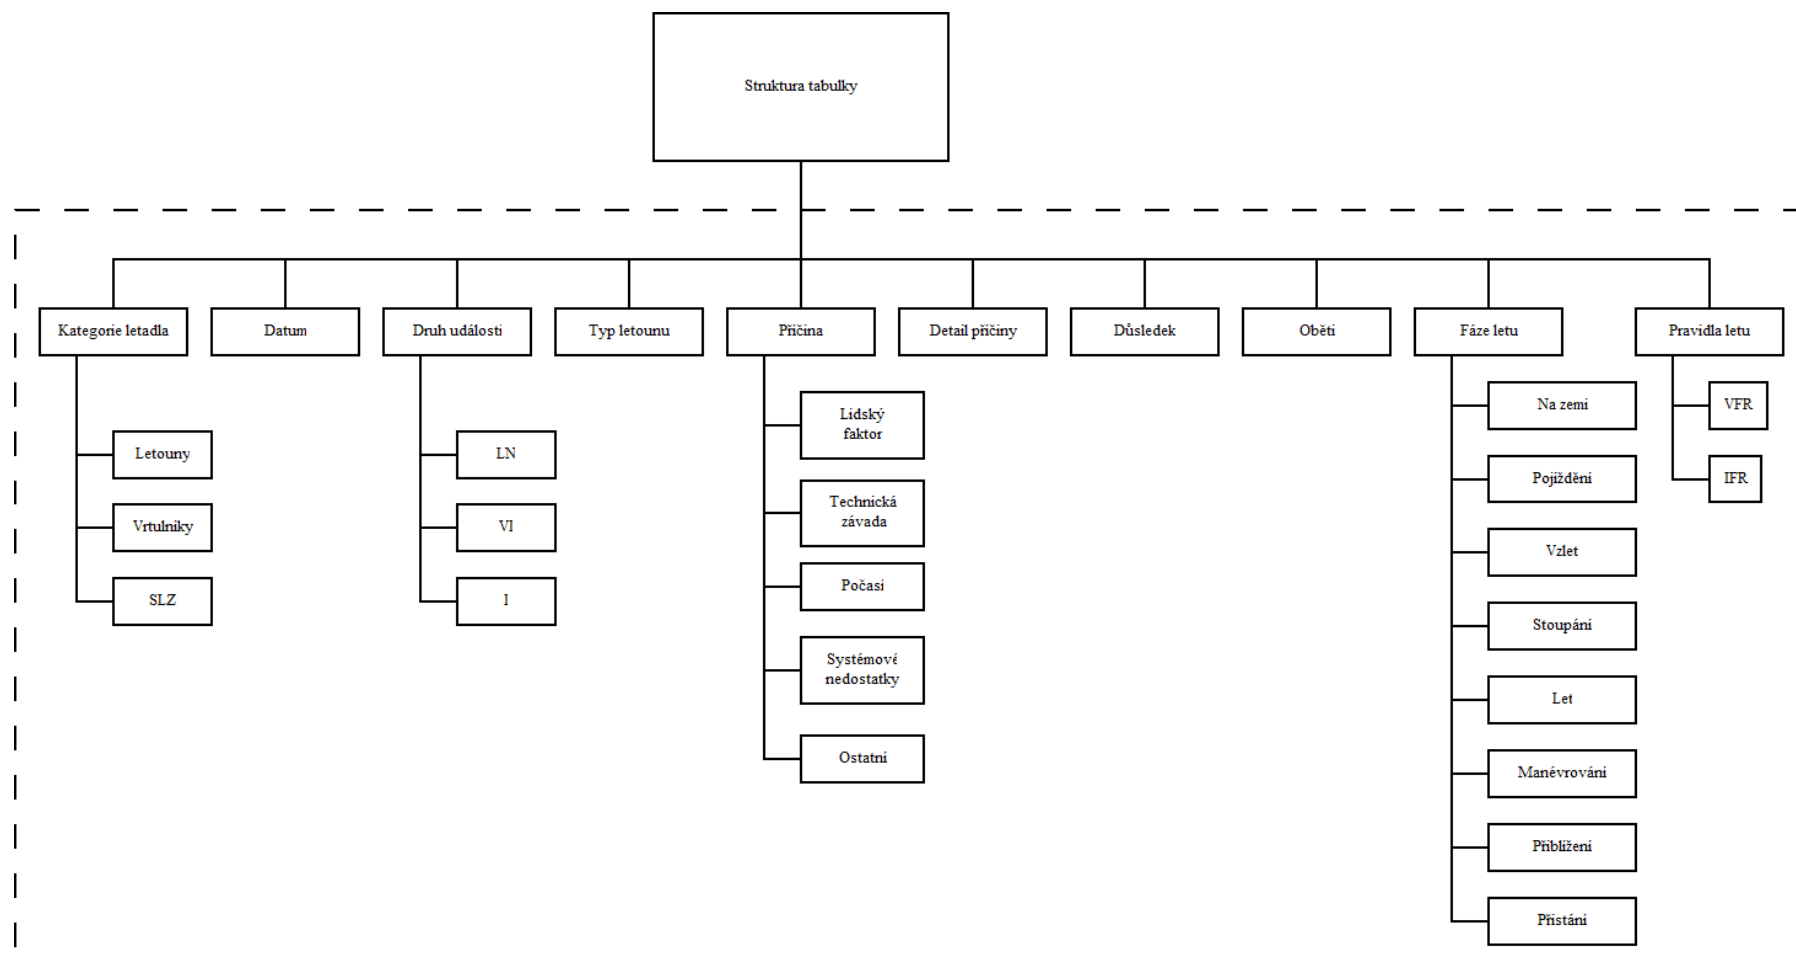 Struktura tabulky
Kategorie letadla
Datum
Druh události
Typ letounu
Příčina
Detail příčiny
Důsledek
Oběti
Fáze letu
Pravidla letu
Letouny
Vrtulníky
SLZ
LN
VI
I
Lidský
faktor
Technická
závada
Počasí
Systémové
nedostatky
Ostatní
Na zemi
Pojíždění
Vzlet
Stoupání
Let
Manévrování
Přiblížení
Přistání
VFR
IFR